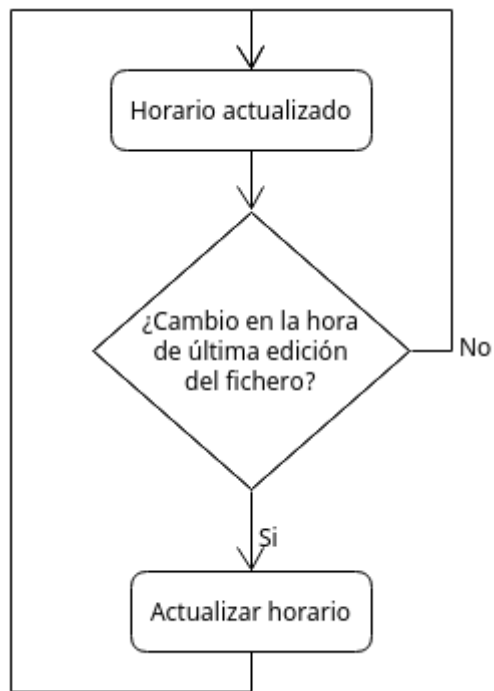 Horario actualizado
¿Cambio en la hora
de última edición
del fichero?
No
Si
Actualizar horario